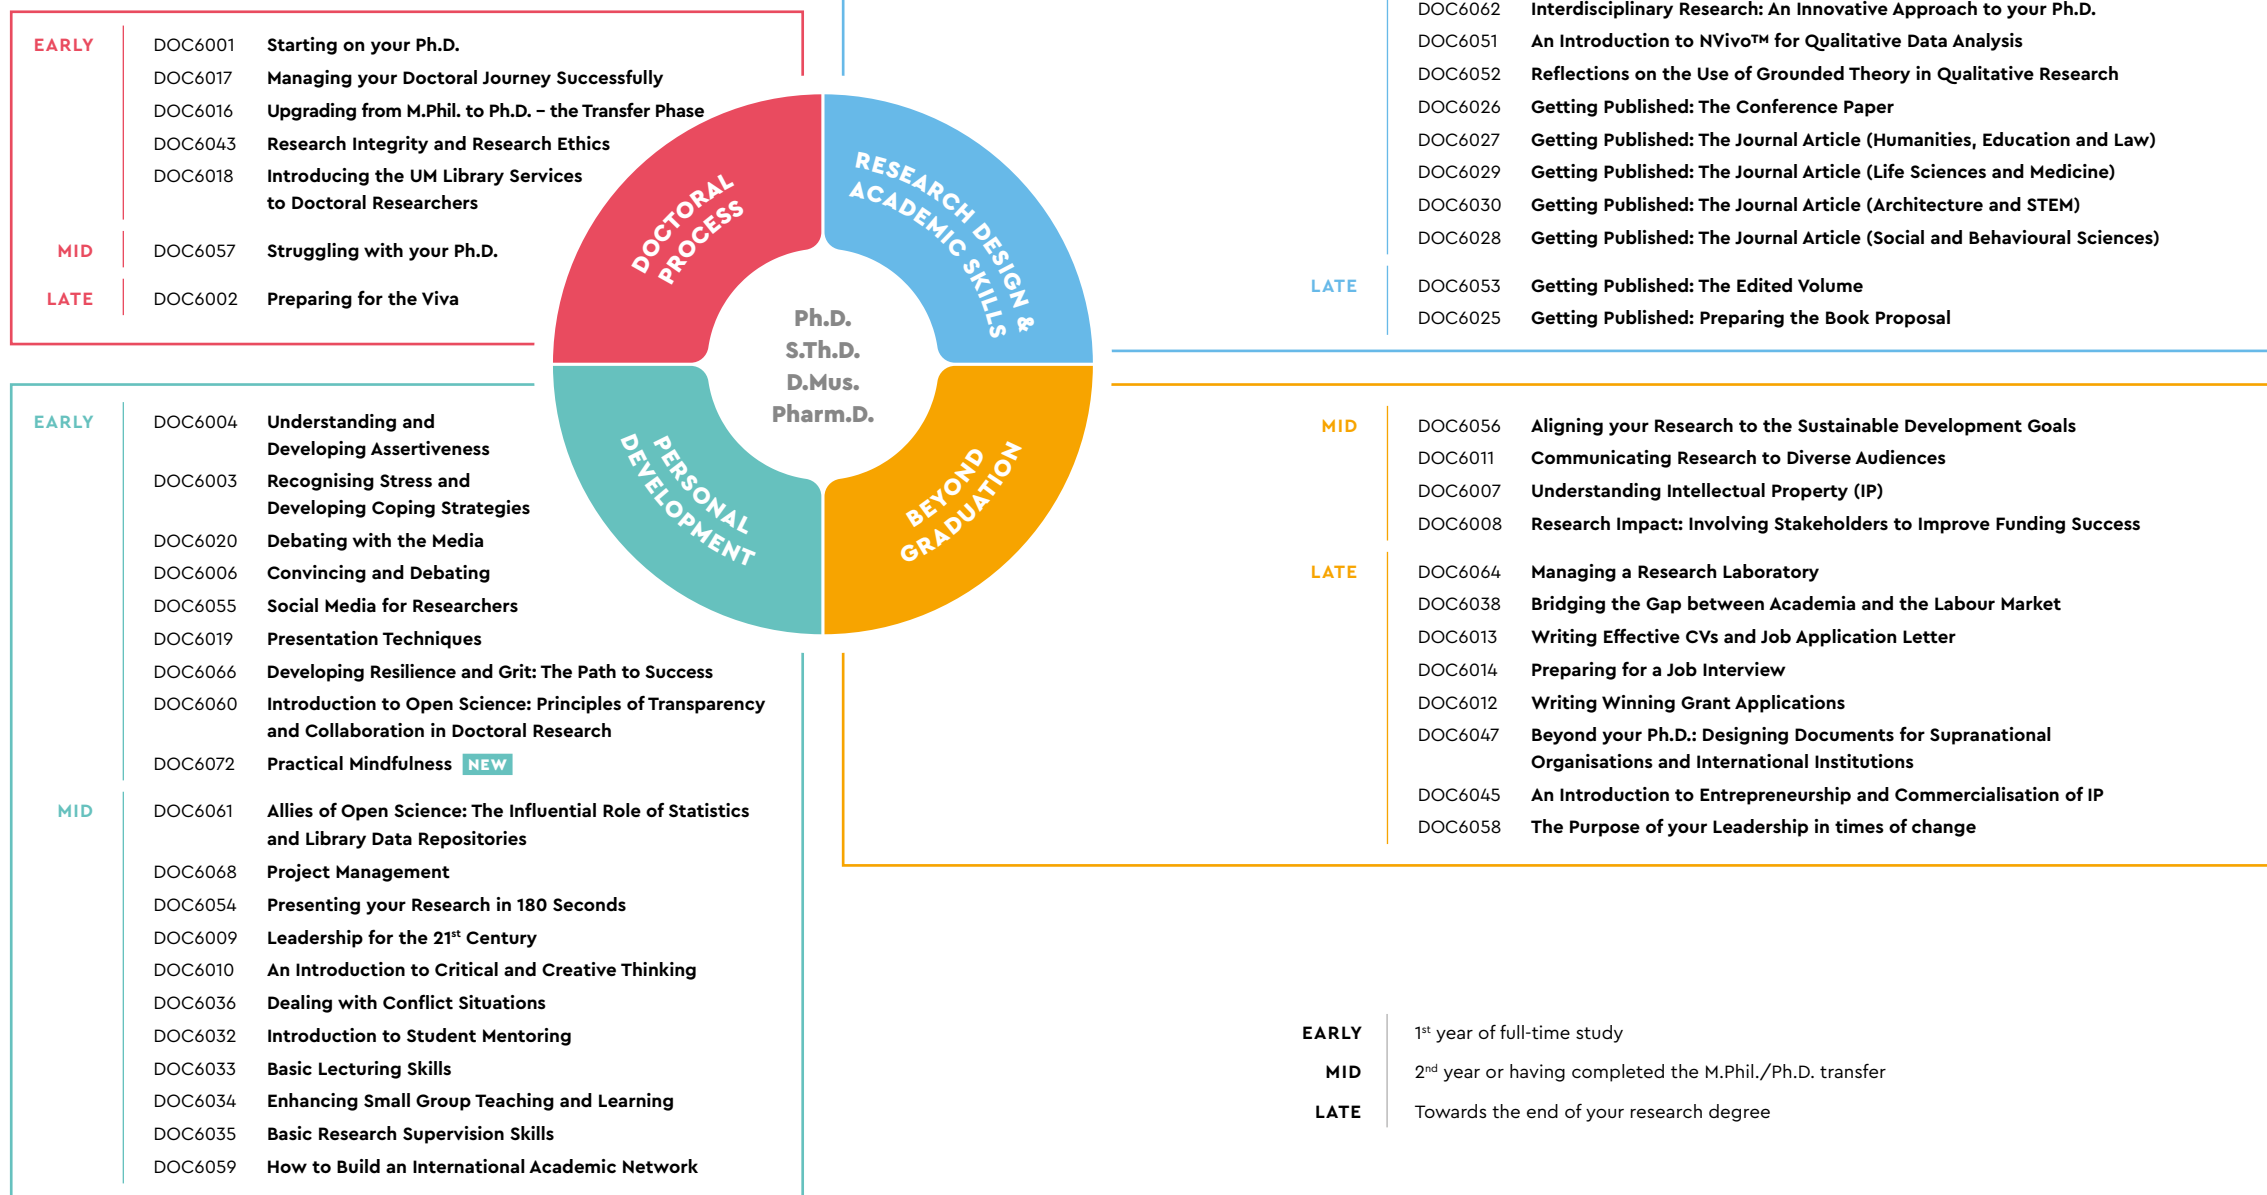 EARLY DOC6001 Starting on your Ph.D.
DOC6017 Managing your Doctoral Journey Successfully
DOC6016 Upgrading from M.Phil. to Ph.D. – the Transfer Phase
DOC6043 Research Integrity and Research Ethics
DOC6018 Introducing the UM Library Services
to Doctoral Researchers
MID DOC6057 Struggling with your Ph.D.
LATE DOC6002 Preparing for the Viva
DOCTORAL
PROCESS
RESEARCH DESIGN &
ACADEMIC SKILLS
Ph.D.
S.Th.D.
D.Mus.
Pharm.D.
PERSONAL
DEVELOPMENT
BEYOND
GRADUATION
DOC6062 Interdisciplinary Research: An Innovative Approach to your Ph.D.
DOC6051 An Introduction to NVivo™ for Qualitative Data Analysis
DOC6052 Reflections on the Use of Grounded Theory in Qualitative Research
DOC6026 Getting Published: The Conference Paper
DOC6027 Getting Published: The Journal Article (Humanities, Education and Law)
DOC6029 Getting Published: The Journal Article (Life Sciences and Medicine)
DOC6030 Getting Published: The Journal Article (Architecture and STEM)
DOC6028 Getting Published: The Journal Article (Social and Behavioural Sciences)
LATE DOC6053 Getting Published: The Edited Volume
DOC6025 Getting Published: Preparing the Book Proposal
EARLY DOC6004 Understanding and
Developing Assertiveness
DOC6003 Recognising Stress and
Developing Coping Strategies
DOC6020 Debating with the Media
DOC6006 Convincing and Debating
DOC6055 Social Media for Researchers
DOC6019 Presentation Techniques
DOC6066 Developing Resilience and Grit: The Path to Success
DOC6060 Introduction to Open Science: Principles of Transparency
and Collaboration in Doctoral Research
DOC6072 Practical Mindfulness NEW
MID DOC6061 Allies of Open Science: The Influential Role of Statistics
and Library Data Repositories
DOC6068 Project Management
DOC6054 Presenting your Research in 180 Seconds
DOC6009 Leadership for the 21st Century
DOC6010 An Introduction to Critical and Creative Thinking
DOC6036 Dealing with Conflict Situations
DOC6032 Introduction to Student Mentoring
DOC6033 Basic Lecturing Skills
DOC6034 Enhancing Small Group Teaching and Learning
DOC6035 Basic Research Supervision Skills
DOC6059 How to Build an International Academic Network
MID DOC6056 Aligning your Research to the Sustainable Development Goals
DOC6011 Communicating Research to Diverse Audiences
DOC6007 Understanding Intellectual Property (IP)
DOC6008 Research Impact: Involving Stakeholders to Improve Funding Success
LATE DOC6064 Managing a Research Laboratory
DOC6038 Bridging the Gap between Academia and the Labour Market
DOC6013 Writing Effective CVs and Job Application Letter
DOC6014 Preparing for a Job Interview
DOC6012 Writing Winning Grant Applications
DOC6047 Beyond your Ph.D.: Designing Documents for Supranational
Organisations and International Institutions
DOC6045 An Introduction to Entrepreneurship and Commercialisation of IP
DOC6058 The Purpose of your Leadership in times of change
EARLY 1st year of full-time study
MID 2nd year or having completed the M.Phil./Ph.D. transfer
LATE Towards the end of your research degree